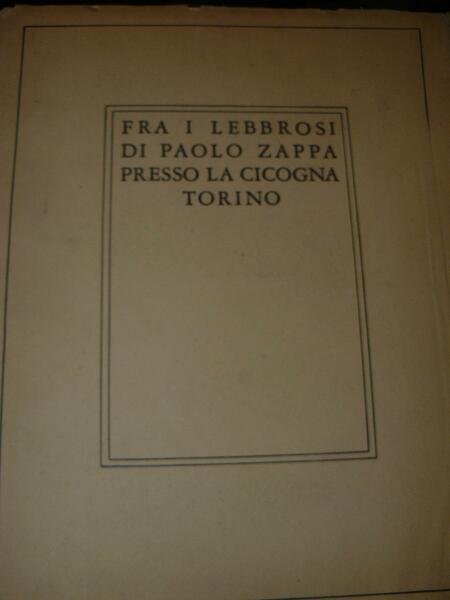 FRA I LEBBROSI
DI PAOLO ZAPPA
PRESSO LA CICOGNA
TORINO